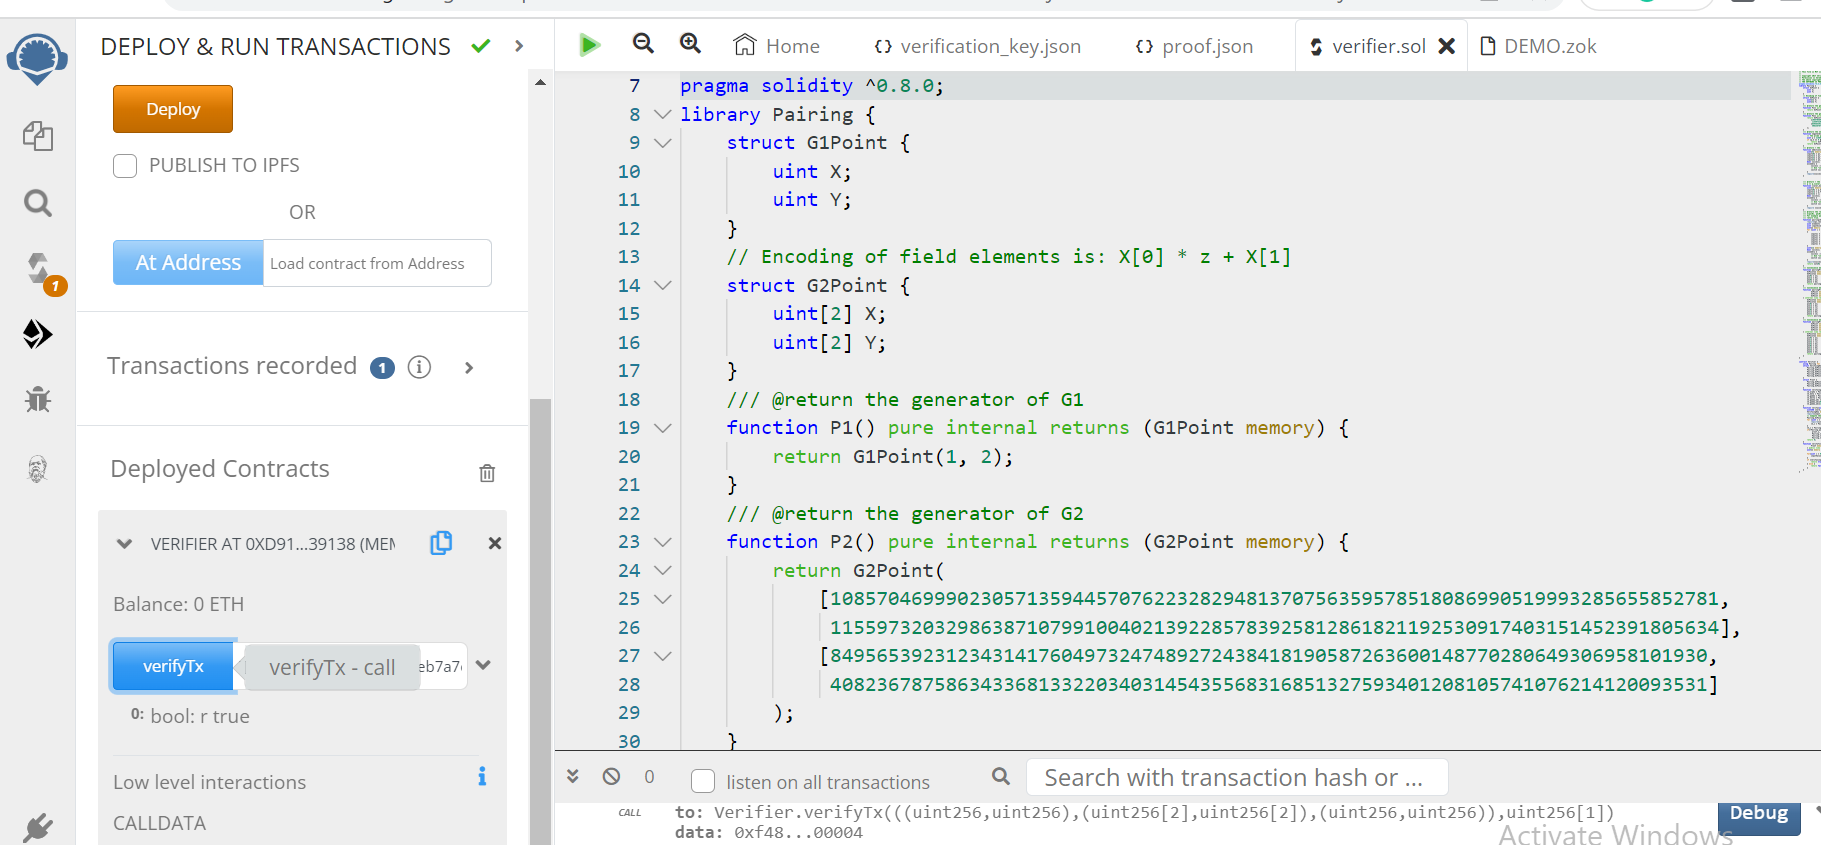 DEPLOY & RUN TRANSACTIONS
Deploy
PUBLISH TO IPFS
OR
At Address
Load contract from Address
1
Transactions recorded 1 i
Deployed Contracts
VERIFIER AT 0XD91...39138 (MEM
Balance: 0 ETH
verifyTx
verifyTx - call
eb7a7
0: bool: r true
Low level interactions
i
CALLDATA
Home
{} verification_key.json
{} proof.json
verifier.sol
DEMO.zok
7 pragma solidity ^0.8.0;
8 library Pairing {
9 struct G1Point {
10 uint X;
11 uint Y;
12 }
13 // Encoding of field elements is: X[0] * z + X[1]
14 struct G2Point {
15 uint[2] X;
16 uint[2] Y;
17 }
18 /// @return the generator of G1
19 function P1() pure internal returns (G1Point memory) {
20 return G1Point(1, 2);
21 }
22 /// @return the generator of G2
23 function P2() pure internal returns (G2Point memory) {
24 return G2Point(
25 [10857046999023057135944570762232829481370756359578518086990519993285655852781,
26 11559732032986387107991004021392285783925812861821192530917403151452391805634],
27 [8495653923123431417604973247489272438418190587263600148770280649306958101930,
28 4082367875863433681332203403145435568316851327593401208105741076214120093531]
29 );
30 }
0
listen on all transactions
Search with transaction hash or ...
CALL
to: Verifier.verifyTx(((uint256,uint256),(uint256[2],uint256[2]),(uint256,uint256)),uint256[1])
data: 0xf48...00004
Debug
Activate Windows